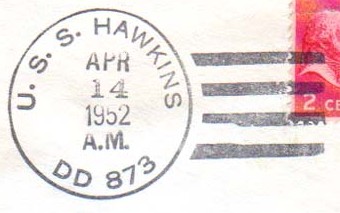 U. S. S. HAWKINS
APR
14
1952
A.M.
DD 873
2 CE